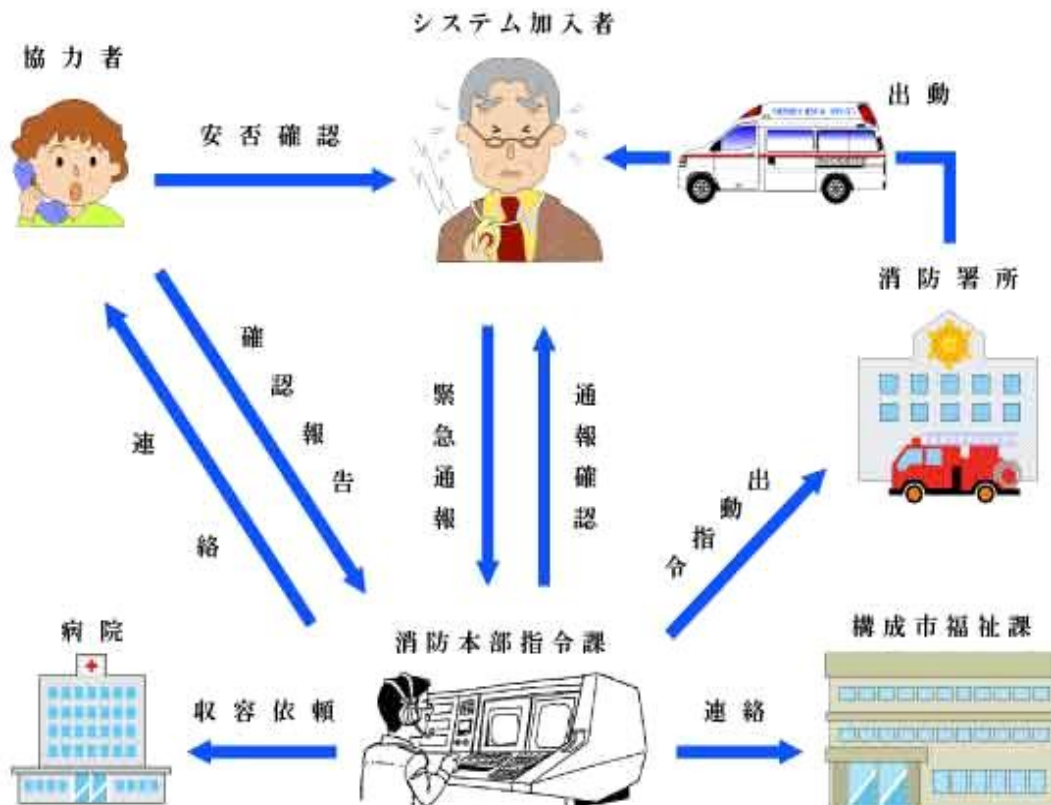 システム加入者
協力者
出動
安否確認
消防署所
確認報告
連絡
緊急通報
通報確認
出動指令
病院
消防本部指令課
構成市福祉課
収容依頼
連絡